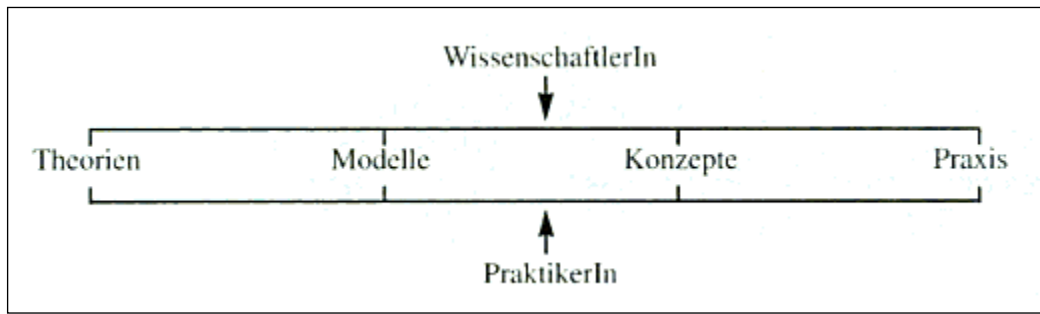 WissenschaftlerIn
Theorien Modelle Konzepte Praxis
PraktikerIn